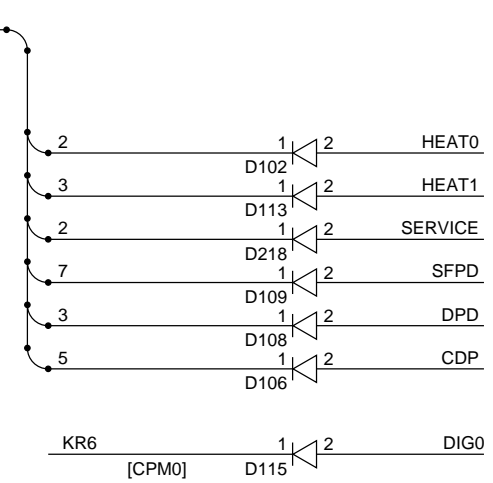 2 1 2 HEAT0
D102
3 1 2 HEAT1
D113
2 1 2 SERVICE
D218
7 1 2 SFPD
D109
3 1 2 DPD
D108
5 1 2 CDP
D106
KR6 1 2 DIG0
[CPM0] D115